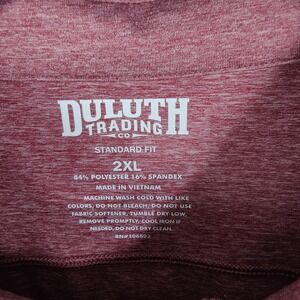 DULUTH
TRADING
CO
STANDARD FIT
2XL
84% POLYESTER 16% SPANDEX
MADE IN VIETNAM
MACHINE WASH COLD WITH LIKE
COLORS, DO NOT BLEACH, DO NOT USE
FABRIC SOFTENER, TUMBLE DRY LOW,
REMOVE PROMPTLY, COOL IRON IF
NEEDED, DO NOT DRY CLEAN.